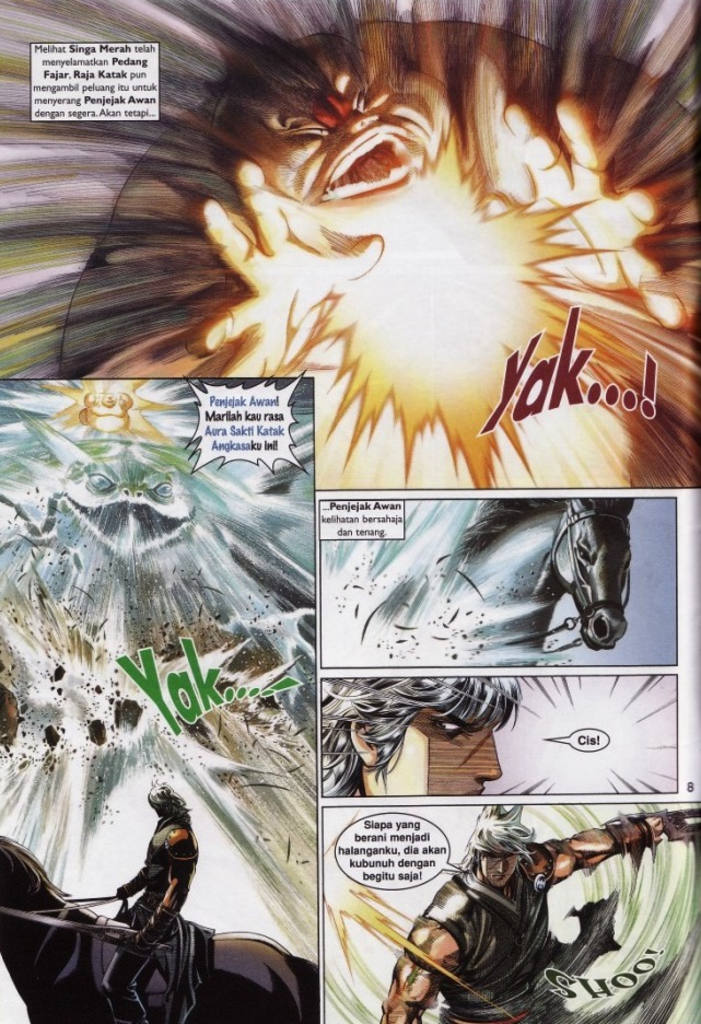 Melihat Singa Merah telah
menyelamatkan Pedang
Fajar, Raja Katak pun
mengambil peluang itu untuk
menyerang Penjejak Awan
dengan segera. Akan tetapi...
Yak...!
Penjejak Awan!
Marilah kau rasa
Aura Sakti Katak
Angkasaku Ini!
Yak....
...Penjejak Awan
kelihatan bersahaja
dan tenang.
Cis!
8
Siapa yang
berani menjadi
halanganku, dia akan
kubunuh dengan
begitu saja!
SHOO!